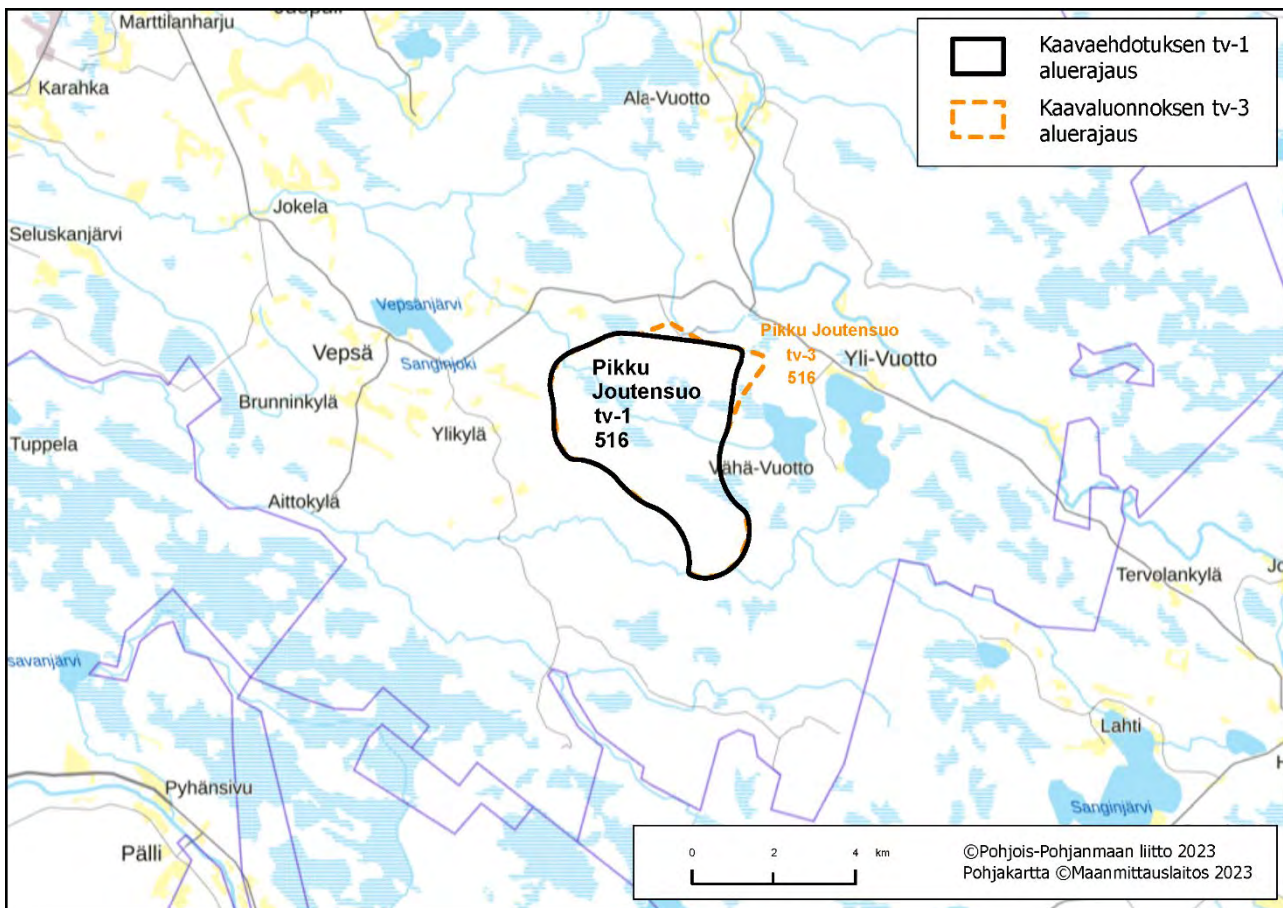 Marttilanharju
Karahka
Ala-Vuotto
Kaavaehdotuksen tv-1
aluerajaus
Kaavaluonnoksen tv-3
aluerajaus
Jokela
Seluskanjärvi
Vepsänjärvi
Vepsä
Sanginjoki
Pikku Joutensuo
tv-3
516
Yli-Vuotto
Pikku
Joutensuo
tv-1
516
Brunninkylä
Ylikylä
Tuppela
Vähä-Vuotto
Aittokylä
Tervolankylä
Jo
savanjärvi
Lahti
H
Pyhänsivu
Sanginjärvi
Pälli
0 2 4 km
©Pohjois-Pohjanmaan liitto 2023
Pohjakartta ©Maanmittauslaitos 2023